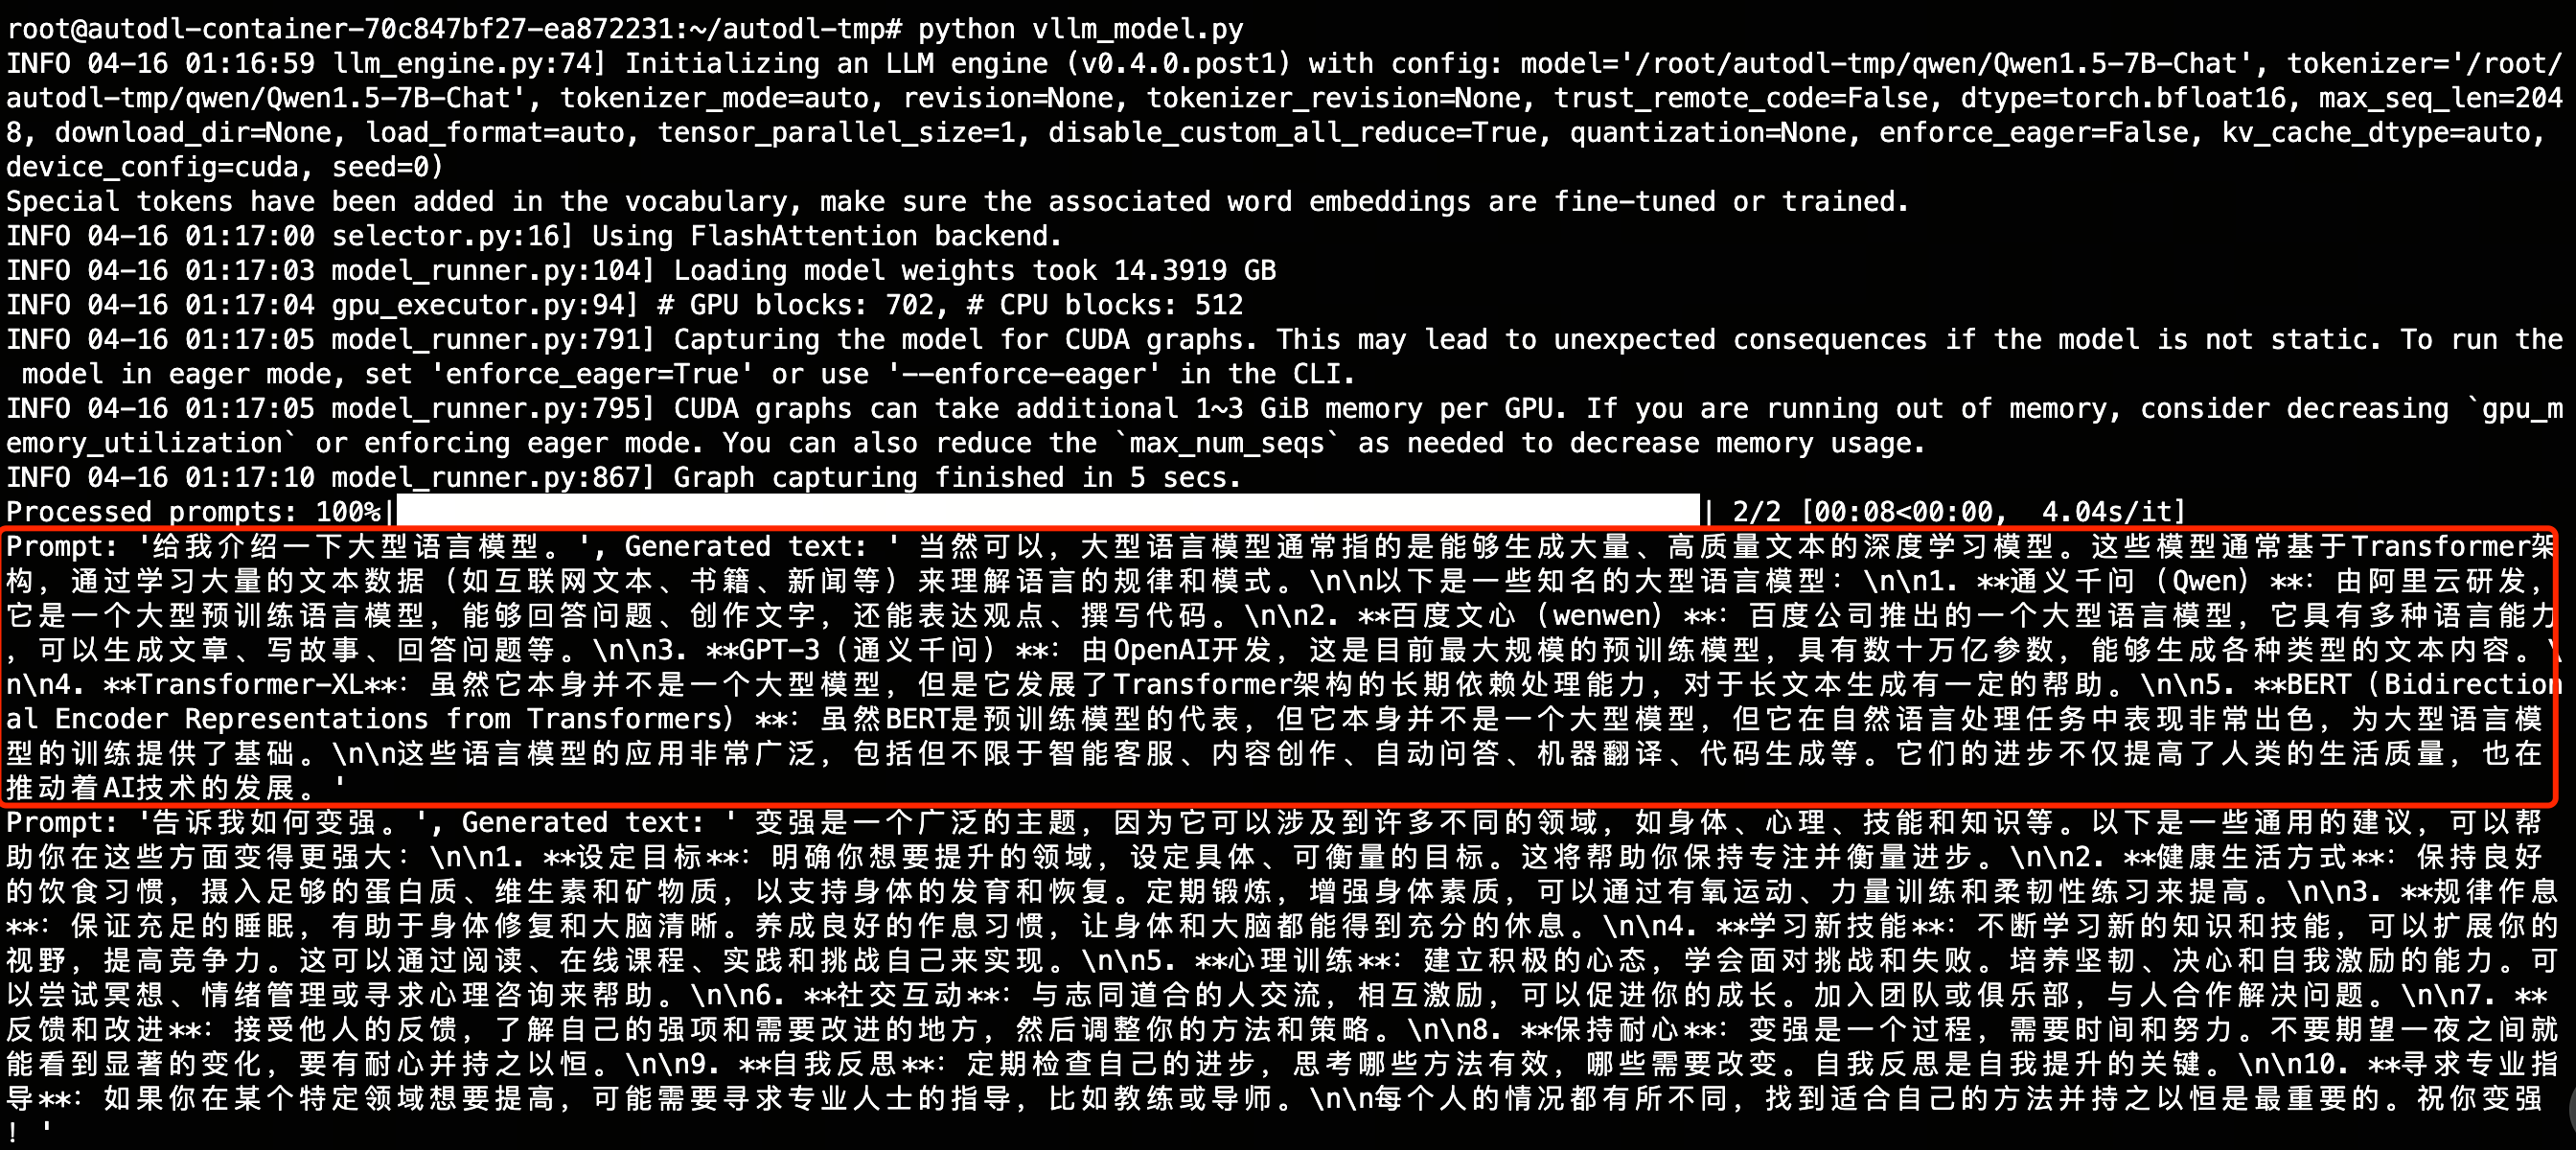 root@autodl-container-70c847bf27-ea872231:~/autodl-tmp# python vllm_model.py
INFO 04-16 01:16:59 llm_engine.py:74] Initializing an LLM engine (v0.4.0.post1) with config: model='/root/autodl-tmp/qwen/Qwen1.5-7B-Chat', tokenizer='/root/
autodl-tmp/qwen/Qwen1.5-7B-Chat', tokenizer_mode=auto, revision=None, tokenizer_revision=None, trust_remote_code=False, dtype=torch.bfloat16, max_seq_len=204
8, download_dir=None, load_format=auto, tensor_parallel_size=1, disable_custom_all_reduce=True, quantization=None, enforce_eager=False, kv_cache_dtype=auto,
device_config=cuda, seed=0)
Special tokens have been added in the vocabulary, make sure the associated word embeddings are fine-tuned or trained.
INFO 04-16 01:17:00 selector.py:16] Using FlashAttention backend.
INFO 04-16 01:17:03 model_runner.py:104] Loading model weights took 14.3919 GB
INFO 04-16 01:17:04 gpu_executor.py:94] # GPU blocks: 702, # CPU blocks: 512
INFO 04-16 01:17:05 model_runner.py:791] Capturing the model for CUDA graphs. This may lead to unexpected consequences if the model is not static. To run the
 model in eager mode, set 'enforce_eager=True' or use '--enforce-eager' in the CLI.
INFO 04-16 01:17:05 model_runner.py:795] CUDA graphs can take additional 1~3 GiB memory per GPU. If you are running out of memory, consider decreasing `gpu_m
emory_utilization` or enforcing eager mode. You can also reduce the `max_num_seqs` as needed to decrease memory usage.
INFO 04-16 01:17:10 model_runner.py:867] Graph capturing finished in 5 secs.
Processed prompts: 100%|| 2/2 [00:08<00:00,  4.04s/it]
Prompt: '给我介绍一下大型语言模型。', Generated text: ' 当然可以，大型语言模型通常指的是能够生成大量、高质量文本的深度学习模型。这些模型通常基于Transformer架
构，通过学习大量的文本数据（如互联网文本、书籍、新闻等）来理解语言的规律和模式。\n\n以下是一些知名的大型语言模型：\n\n1. **通义千问（Qwen）**：由阿里云研发，
它是一个大型预训练语言模型，能够回答问题、创作文字，还能表达观点、撰写代码。\n\n2. **百度文心（wenwen）**：百度公司推出的一个大型语言模型，它具有多种语言能力
，可以生成文章、写故事、回答问题等。\n\n3. **GPT-3（通义千问）**：由OpenAI开发，这是目前最大规模的预训练模型，具有数十万亿参数，能够生成各种类型的文本内容。\
n\n4. **Transformer-XL**：虽然它本身并不是一个大型模型，但是它发展了Transformer架构的长期依赖处理能力，对于长文本生成有一定的帮助。\n\n5. **BERT（Bidirection
al Encoder Representations from Transformers）**：虽然BERT是预训练模型的代表，但它本身并不是一个大型模型，但它在自然语言处理任务中表现非常出色，为大型语言模
型的训练提供了基础。\n\n这些语言模型的应用非常广泛，包括但不限于智能客服、内容创作、自动问答、机器翻译、代码生成等。它们的进步不仅提高了人类的生活质量，也在
推动着AI技术的发展。'
Prompt: '告诉我如何变强。', Generated text: ' 变强是一个广泛的主题，因为它可以涉及到许多不同的领域，如身体、心理、技能和知识等。以下是一些通用的建议，可以帮
助你在这些方面变得更强大：\n\n1. **设定目标**：明确你想要提升的领域，设定具体、可衡量的目标。这将帮助你保持专注并衡量进步。\n\n2. **健康生活方式**：保持良好
的饮食习惯，摄入足够的蛋白质、维生素和矿物质，以支持身体的发育和恢复。定期锻炼，增强身体素质，可以通过有氧运动、力量训练和柔韧性练习来提高。\n\n3. **规律作息
**：保证充足的睡眠，有助于身体修复和大脑清晰。养成良好的作息习惯，让身体和大脑都能得到充分的休息。\n\n4. **学习新技能**：不断学习新的知识和技能，可以扩展你的
视野，提高竞争力。这可以通过阅读、在线课程、实践和挑战自己来实现。\n\n5. **心理训练**：建立积极的心态，学会面对挑战和失败。培养坚韧、决心和自我激励的能力。可
以尝试冥想、情绪管理或寻求心理咨询来帮助。\n\n6. **社交互动**：与志同道合的人交流，相互激励，可以促进你的成长。加入团队或俱乐部，与人合作解决问题。\n\n7. **
反馈和改进**：接受他人的反馈，了解自己的强项和需要改进的地方，然后调整你的方法和策略。\n\n8. **保持耐心**：变强是一个过程，需要时间和努力。不要期望一夜之间就
能看到显著的变化，要有耐心并持之以恒。\n\n9. **自我反思**：定期检查自己的进步，思考哪些方法有效，哪些需要改变。自我反思是自我提升的关键。\n\n10. **寻求专业指
导**：如果你在某个特定领域想要提高，可能需要寻求专业人士的指导，比如教练或导师。\n\n每个人的情况都有所不同，找到适合自己的方法并持之以恒是最重要的。祝你变强
！'